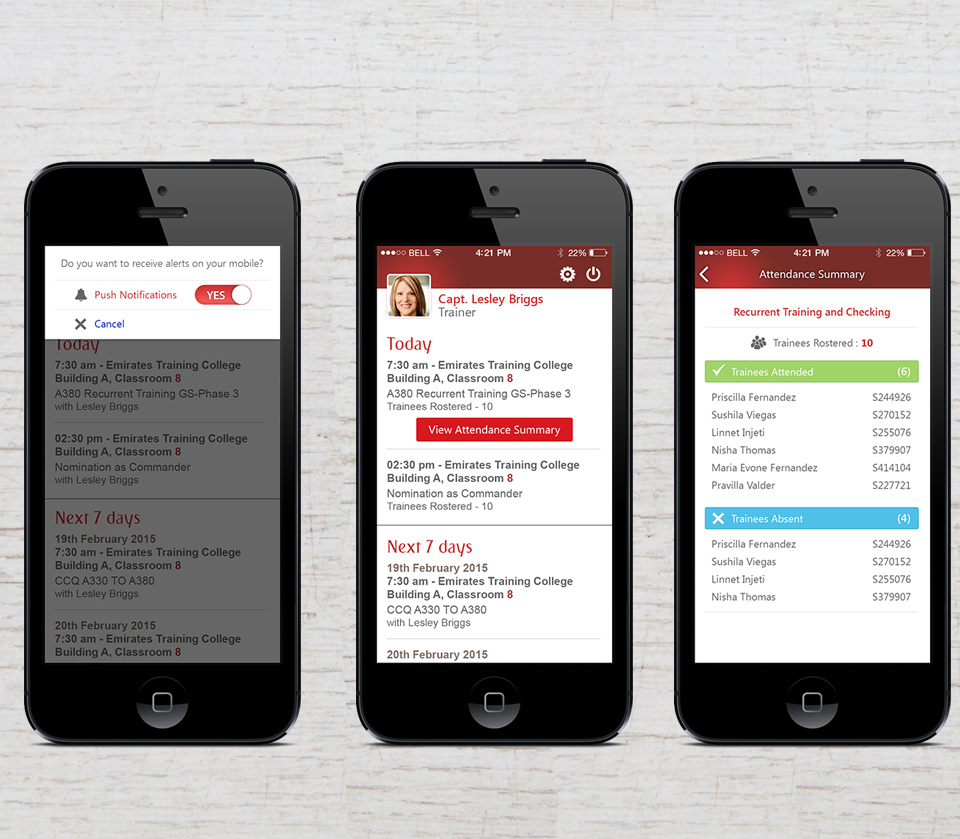 Do you want to receive alerts on your mobile?
Push Notifications YES
Cancel
Today
7:30 am - Emirates Training College
Building A, Classroom 8
A380 Recurrent Training GS-Phase 3
with Lesley Briggs
02:30 pm - Emirates Training College
Building A, Classroom 8
Nomination as Commander
with Lesley Briggs
Next 7 days
19th February 2015
7:30 am - Emirates Training College
Building A, Classroom 8
CCQ A330 TO A380
with Lesley Briggs
20th February 2015
7:30 am - Emirates Training College
Building A, Classroom 8
BELL 4:21 PM 22%
Capt. Lesley Briggs
Trainer
Today
7:30 am - Emirates Training College
Building A, Classroom 8
A380 Recurrent Training GS-Phase 3
Trainees Rostered - 10
View Attendance Summary
02:30 pm - Emirates Training College
Building A, Classroom 8
Nomination as Commander
Trainees Rostered - 10
Next 7 days
19th February 2015
7:30 am - Emirates Training College
Building A, Classroom 8
CCQ A330 TO A380
with Lesley Briggs
20th February 2015
BELL 4:21 PM 22%
Attendance Summary
Recurrent Training and Checking
Trainees Rostered : 10
Trainees Attended (6)
Priscilla Fernandez S244926
Sushila Viegas S270152
Linnet Injeti S255076
Nisha Thomas S379907
Maria Evone Fernandez S414104
Pravilla Valder S227721
Trainees Absent (4)
Priscilla Fernandez S244926
Sushila Viegas S270152
Linnet Injeti S255076
Nisha Thomas S379907